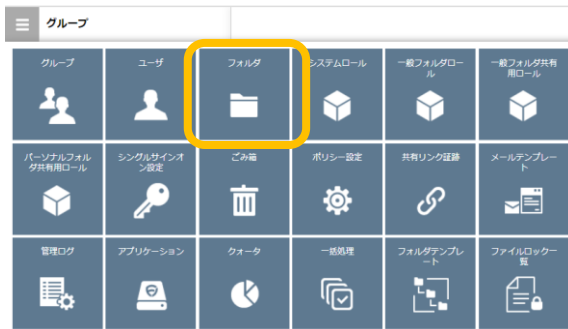 グループ
グループ
ユーザ
フォルダ
システムロール
一般フォルダロー
ル
一般フォルダ共有
用ロール
パーソナルフォル
ダ共有用ロール
シングルサインオ
ン設定
ごみ箱
ポリシー設定
共有リンク証跡
メールテンプレー
ト
管理ログ
アプリケーション
クォータ
一括処理
フォルダテンプレ
ート
ファイルロック一
覧